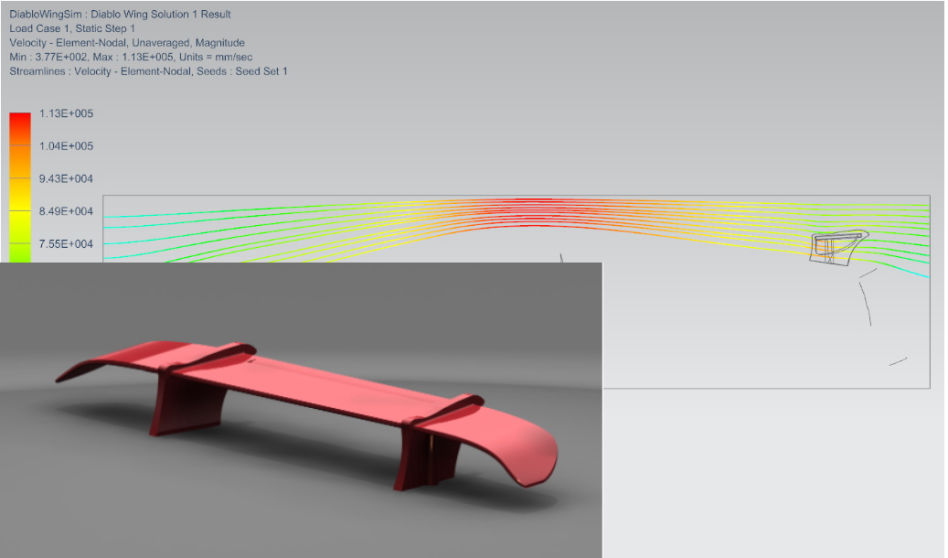 DiabloWingSim : Diablo Wing Solution 1 Result
Load Case 1, Static Step 1
Velocity - Element-Nodal, Unaveraged, Magnitude
Min : 3.77E+002, Max : 1.13E+005, Units = mm/sec
Streamlines : Velocity - Element-Nodal, Seeds : Seed Set 1
1.13E+005
1.04E+005
9.43E+004
8.49E+004
7.55E+004